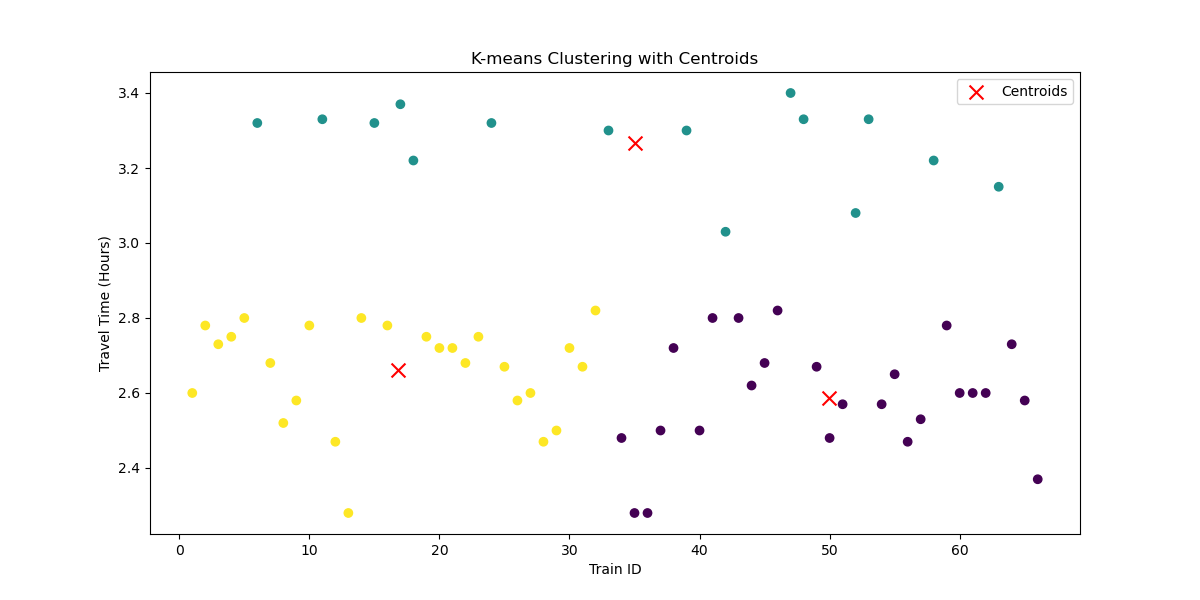 K-means Clustering with Centroids
Centroids
3.4
3.2
3.0
2.8
2.6
2.4
Travel Time (Hours)
0 10 20 30 40 50 60
Train ID